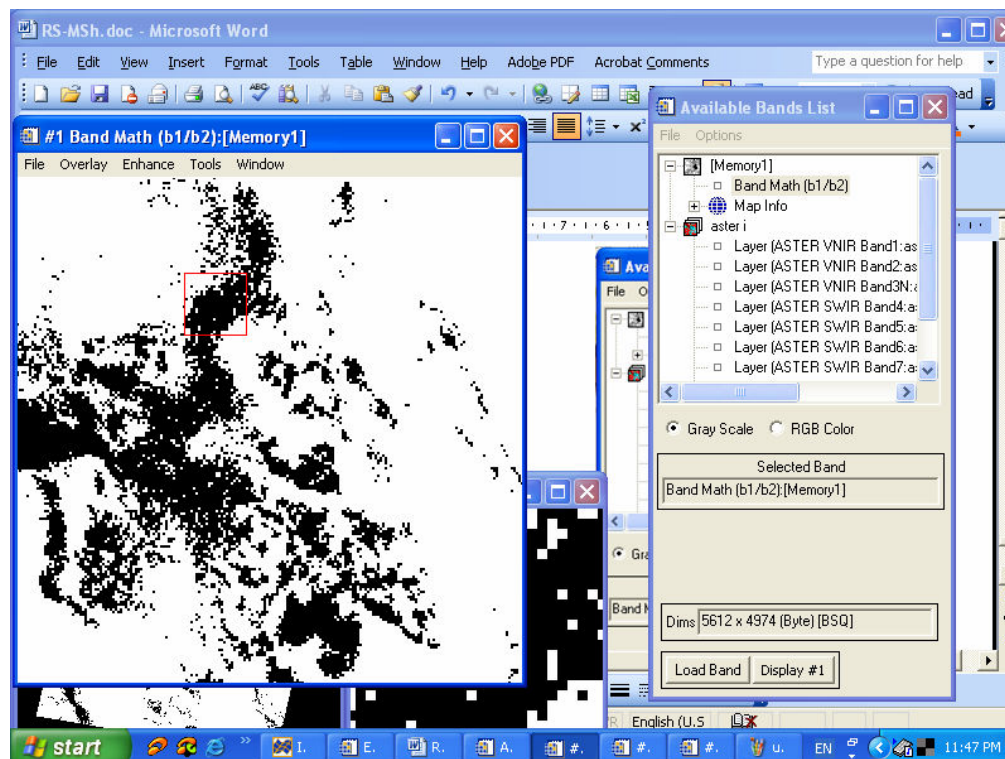 RS-MSh.doc - Microsoft Word
File Edit View Insert Format Tools Table Window Help Adobe PDF Acrobat Comments
Type a question for help
#1 Band Math (b1/b2):[Memory1]
File Overlay Enhance Tools Window
Available Bands List
File Options
[Memory1]
Band Math (b1/b2)
Map Info
aster i
Layer (ASTER VNIR Band1:as
Layer (ASTER VNIR Band2:as
Layer (ASTER VNIR Band3N:a
Layer (ASTER SWIR Band4:a
Layer (ASTER SWIR Band5:a
Layer (ASTER SWIR Band6:a
Layer (ASTER SWIR Band7:a
Gray Scale RGB Color
Selected Band
Band Math (b1/b2):[Memory1]
Dims 5612 x 4974 (Byte) [BSQ]
Load Band Display #1
7 6
Ava
File O
Gra
Band M
English (U.S
start I. E. R. A. #. #. #. u. EN 11:47 PM